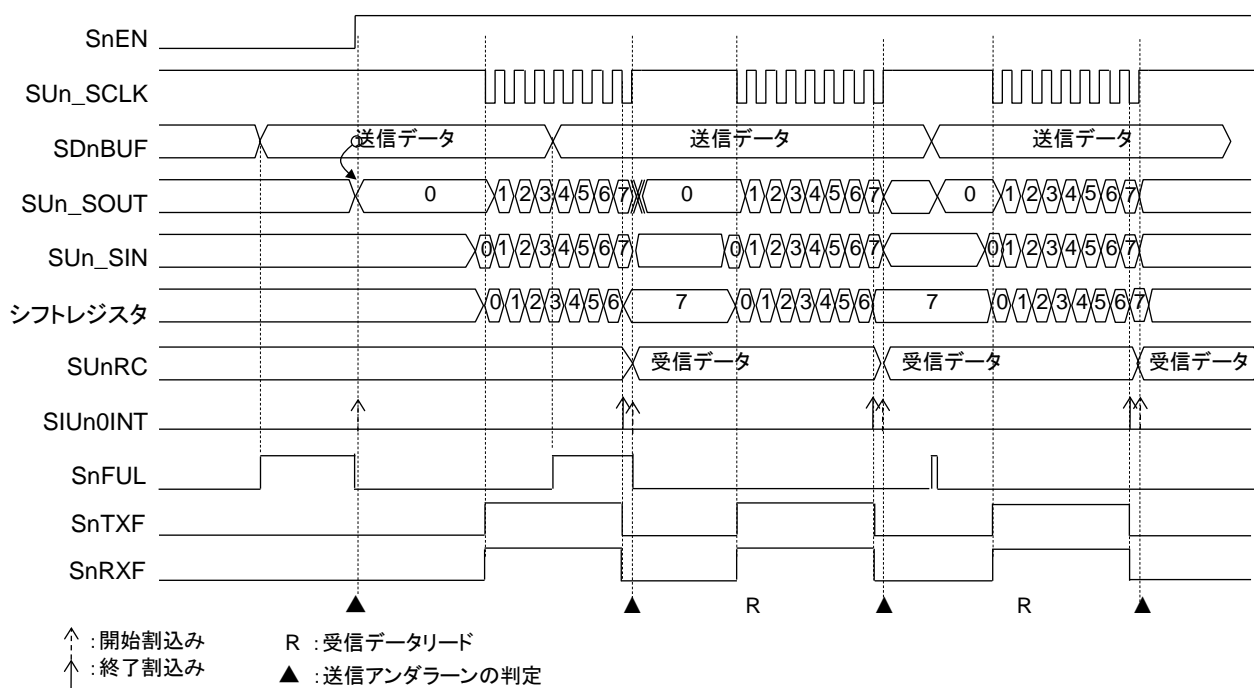 SnEN
SUn_SCLK
SDnBUF 送信データ 送信データ 送信データ
SUn_SOUT 0 1 2 3 4 5 6 7 0 1 2 3 4 5 6 7 0 1 2 3 4 5 6 7
SUn_SIN 0 1 2 3 4 5 6 7 0 1 2 3 4 5 6 7 0 1 2 3 4 5 6 7
シフトレジスタ 0 1 2 3 4 5 6 7 0 1 2 3 4 5 6 7 0 1 2 3 4 5 6 7
SUnRC 受信データ 受信データ 受信データ
SIUn0INT
SnFUL
SnTXF
SnRXF
R R
:開始割込み R :受信データリード
:終了割込み ▲ :送信アンダラーンの判定